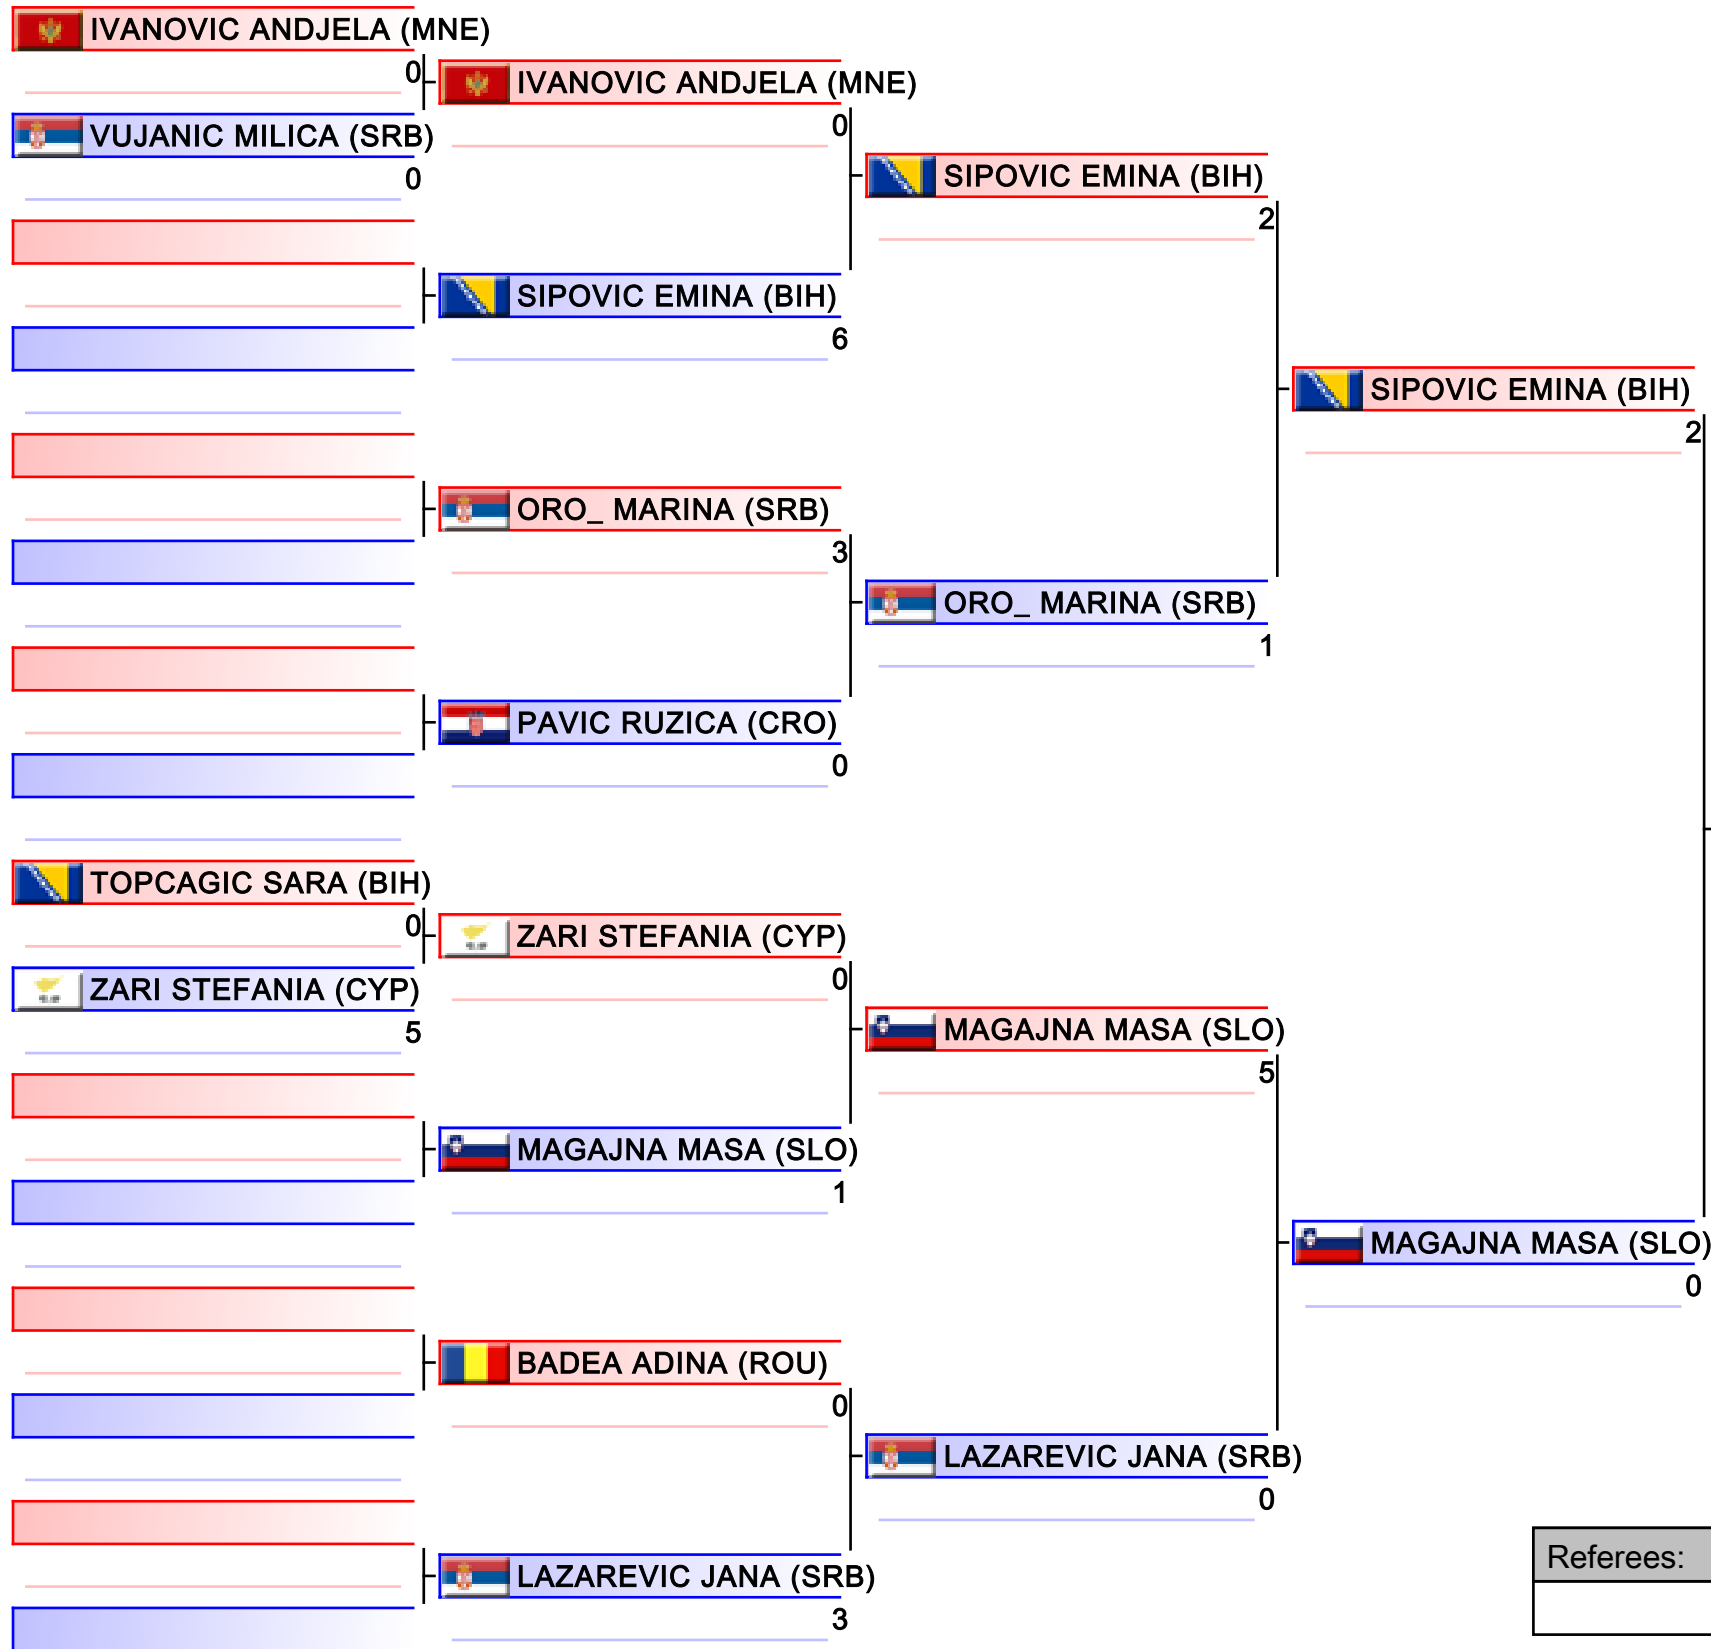 IVANOVIC ANDJELA (MNE)
0
IVANOVIC ANDJELA (MNE)
0
VUJANIC MILICA (SRB)
0
SIPOVIC EMINA (BIH)
2
SIPOVIC EMINA (BIH)
6
SIPOVIC EMINA (BIH)
2
ORO_ MARINA (SRB)
3
ORO_ MARINA (SRB)
1
PAVIC RUZICA (CRO)
0
TOPCAGIC SARA (BIH)
0
ZARI STEFANIA (CYP)
0
ZARI STEFANIA (CYP)
5
MAGAJNA MASA (SLO)
5
MAGAJNA MASA (SLO)
1
MAGAJNA MASA (SLO)
0
BADEA ADINA (ROU)
0
LAZAREVIC JANA (SRB)
0
LAZAREVIC JANA (SRB)
3
Referees: